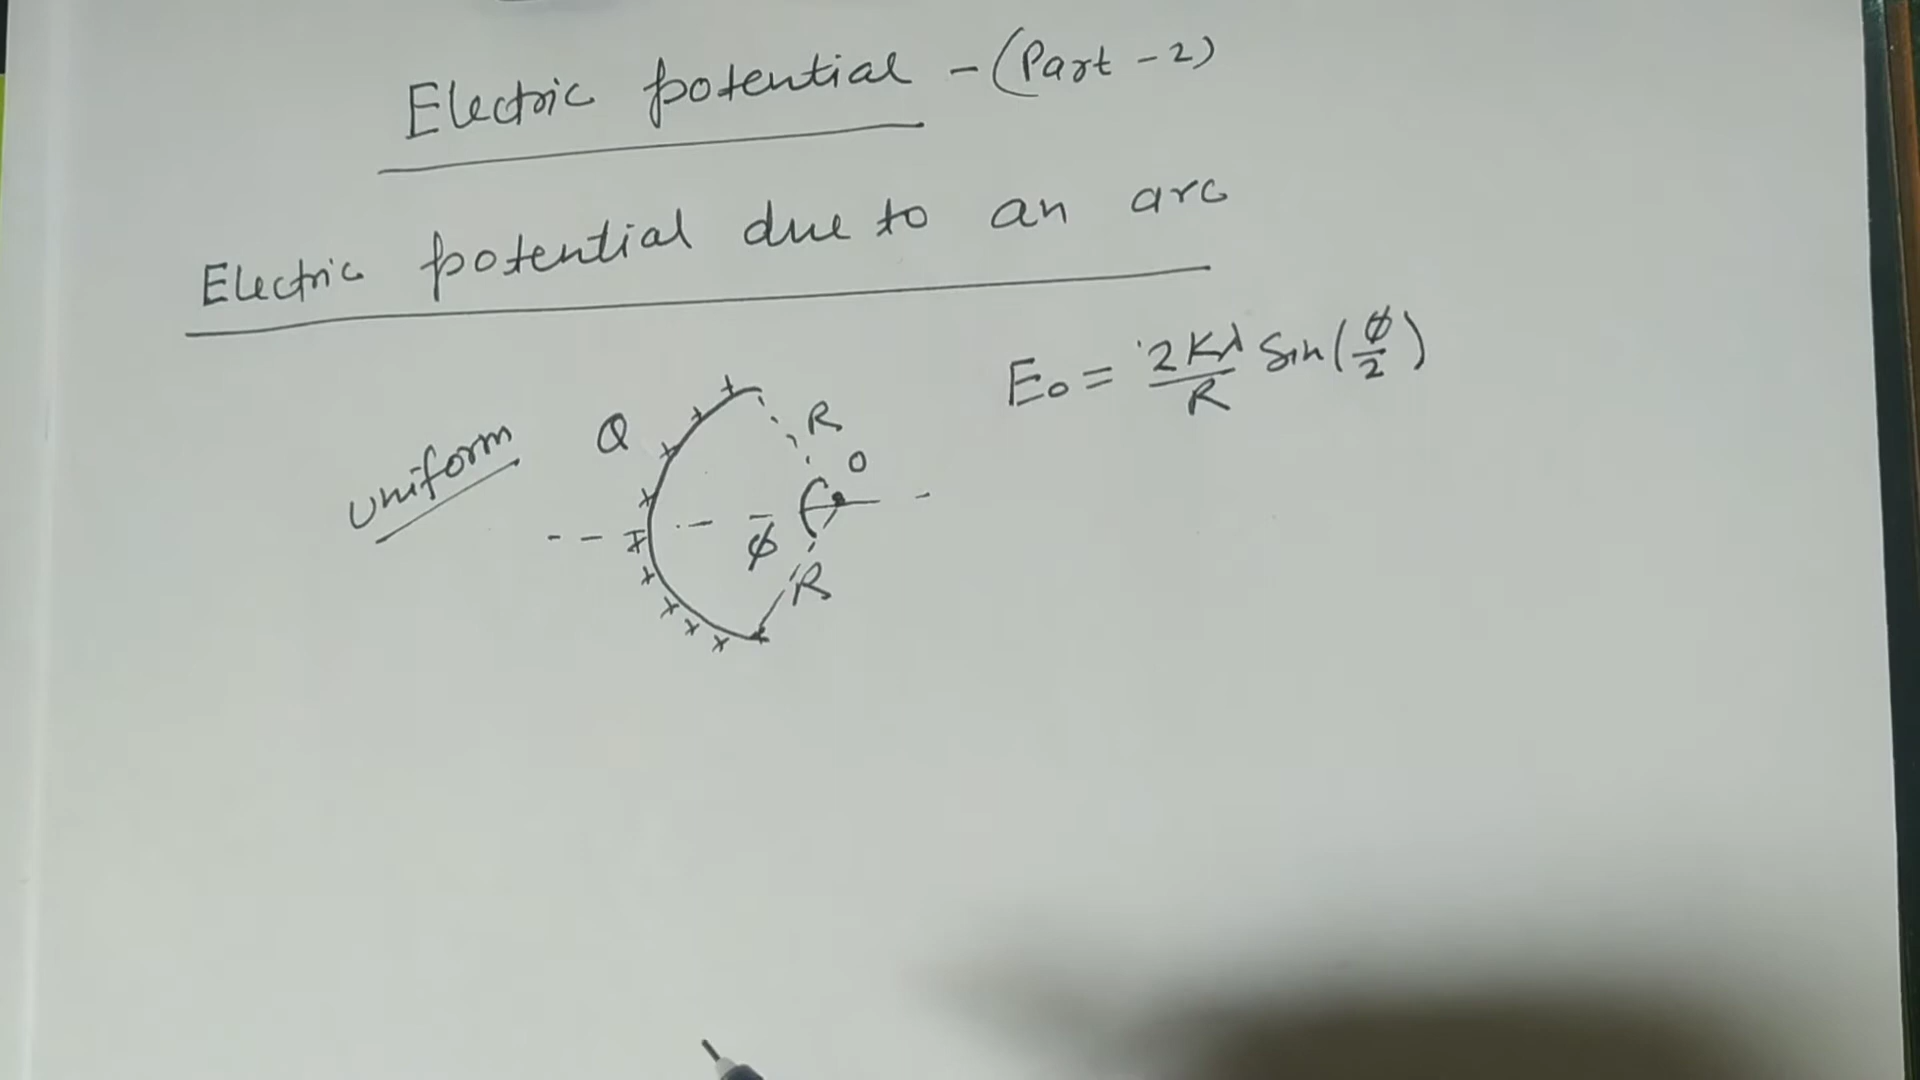 Electric potential - (Part - 2)
Electric potential due to an arc
E₀ = 2Kλ/R Sin(ϕ/2)
uniform
Q
R
O
ϕ
R